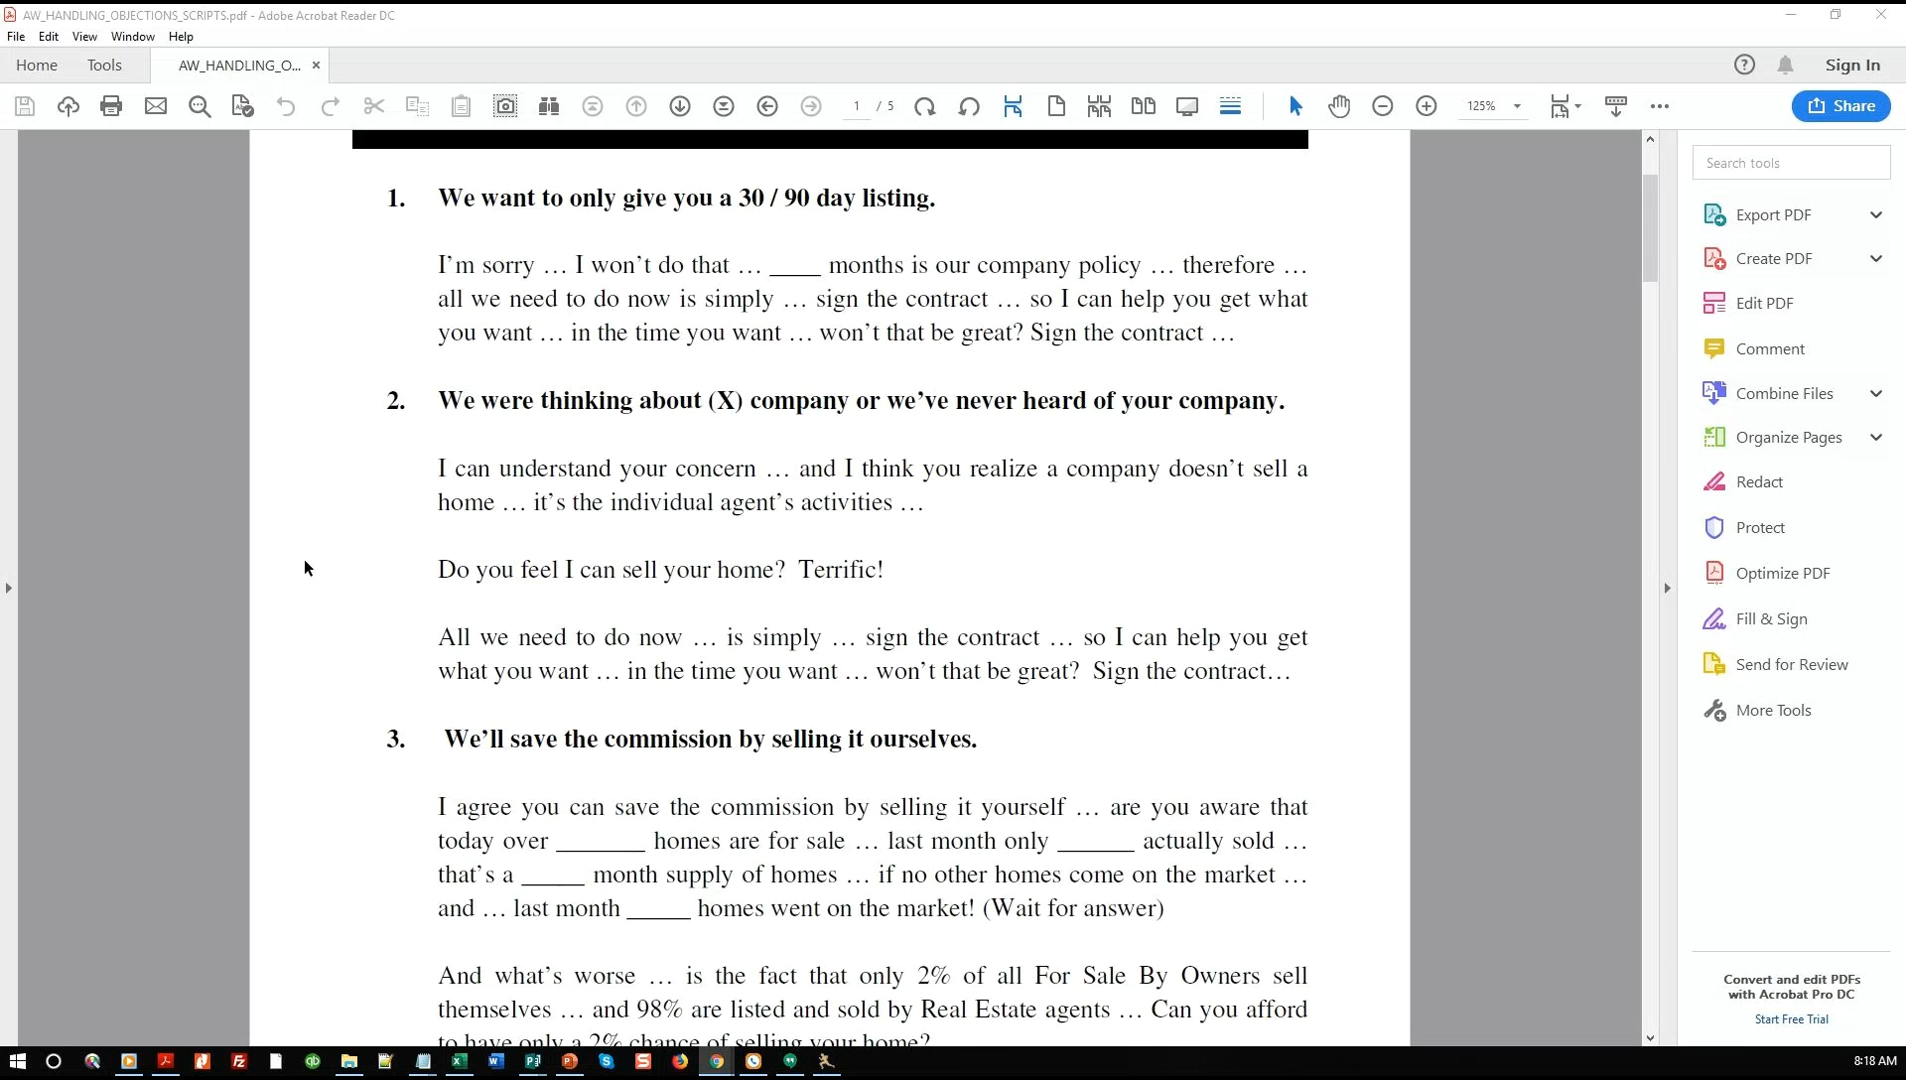 AW_HANDLING_OBJECTIONS_SCRIPTS.pdf - Adobe Acrobat Reader DC
File Edit View Window Help
Home Tools AW_HANDLING_O... × Sign In
1 / 5 125% Share
1. We want to only give you a 30 / 90 day listing.
I’m sorry … I won’t do that … ____ months is our company policy … therefore …
all we need to do now is simply … sign the contract … so I can help you get what
you want … in the time you want … won’t that be great? Sign the contract …
2. We were thinking about (X) company or we’ve never heard of your company.
I can understand your concern … and I think you realize a company doesn’t sell a
home … it’s the individual agent’s activities …
Do you feel I can sell your home?  Terrific!
All we need to do now … is simply … sign the contract … so I can help you get
what you want … in the time you want … won’t that be great?  Sign the contract…
3. We’ll save the commission by selling it ourselves.
I agree you can save the commission by selling it yourself … are you aware that
today over _______ homes are for sale … last month only ______ actually sold …
that’s a _____ month supply of homes … if no other homes come on the market …
and … last month _____ homes went on the market! (Wait for answer)
And what’s worse … is the fact that only 2% of all For Sale By Owners sell
themselves … and 98% are listed and sold by Real Estate agents … Can you afford
to have only a 2% chance of selling your home?
Search tools
Export PDF
Create PDF
Edit PDF
Comment
Combine Files
Organize Pages
Redact
Protect
Optimize PDF
Fill & Sign
Send for Review
More Tools
Convert and edit PDFs
with Acrobat Pro DC
Start Free Trial
8:18 AM